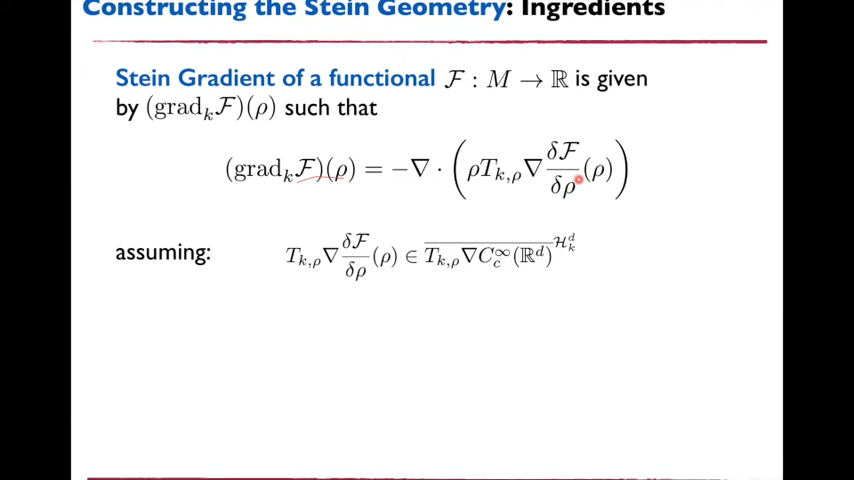 Constructing the Stein Geometry: Ingredients
Stein Gradient of a functional 𝓕 : M → ℝ is given
by (grad_k 𝓕)(ρ) such that
(grad_k 𝓕)(ρ) = −∇ · (ρT_{k,ρ}∇ δ𝓕/δρ (ρ))
assuming: T_{k,ρ}∇ δ𝓕/δρ (ρ) ∈ \overline{T_{k,ρ}∇C_c^∞(ℝ^d)}^{𝓗_k^d}